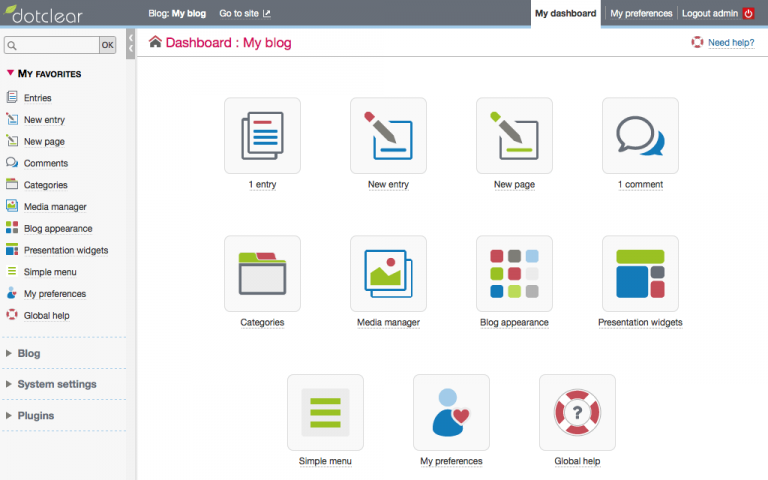 dotclear
Blog: My blog
Go to site
My dashboard
My preferences
Logout admin
OK
Dashboard : My blog
Need help?
MY FAVORITES
Entries
New entry
New page
Comments
Categories
Media manager
Blog appearance
Presentation widgets
Simple menu
My preferences
Global help
Blog
System settings
Plugins
1 entry
New entry
New page
1 comment
Categories
Media manager
Blog appearance
Presentation widgets
?
Simple menu
My preferences
Global help